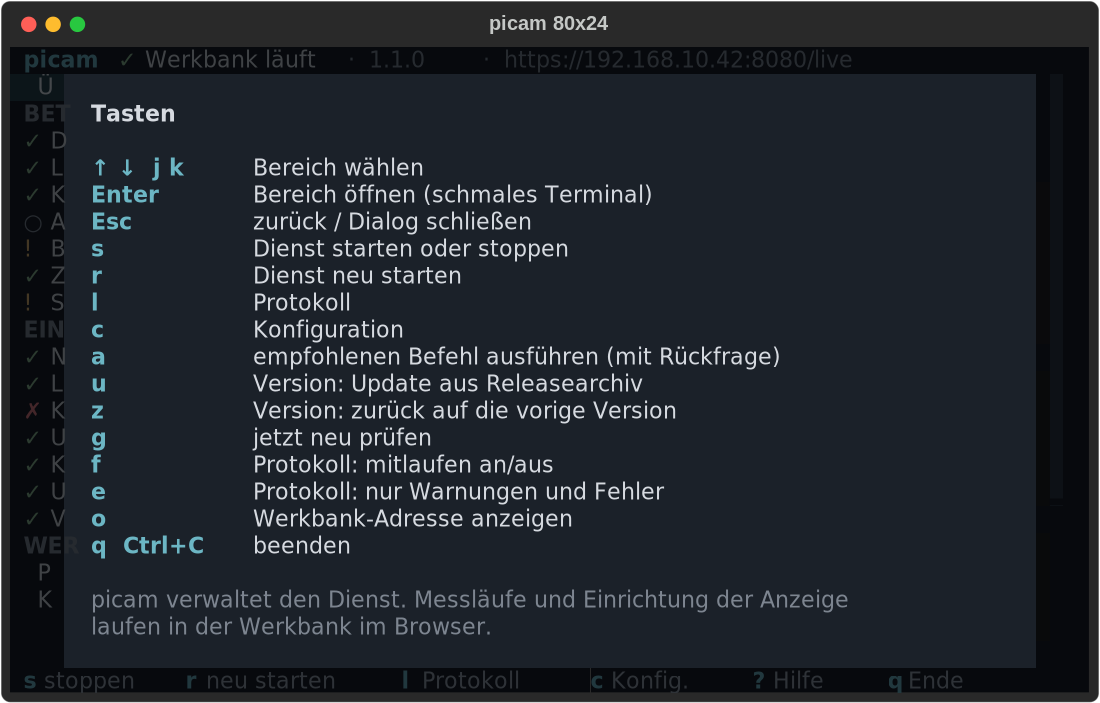 picam 80x24
picam ✓ Werkbank läuft · 1.1.0 · https://192.168.10.42:8080/live
Ü
BET
Tasten
✓ D
✓ L
↑ ↓ j k Bereich wählen
✓ K
Enter Bereich öffnen (schmales Terminal)
○ A
Esc zurück / Dialog schließen
! B
s Dienst starten oder stoppen
✓ Z
r Dienst neu starten
! S
l Protokoll
EIN
c Konfiguration
✓ N
a empfohlenen Befehl ausführen (mit Rückfrage)
✓ L
u Version: Update aus Releasearchiv
✗ K
z Version: zurück auf die vorige Version
✓ U
g jetzt neu prüfen
✓ K
f Protokoll: mitlaufen an/aus
✓ U
e Protokoll: nur Warnungen und Fehler
✓ V
o Werkbank-Adresse anzeigen
WER
q Ctrl+C beenden
P
K
picam verwaltet den Dienst. Messläufe und Einrichtung der Anzeige
laufen in der Werkbank im Browser.
s stoppen r neu starten l Protokoll c Konfig. ? Hilfe q Ende